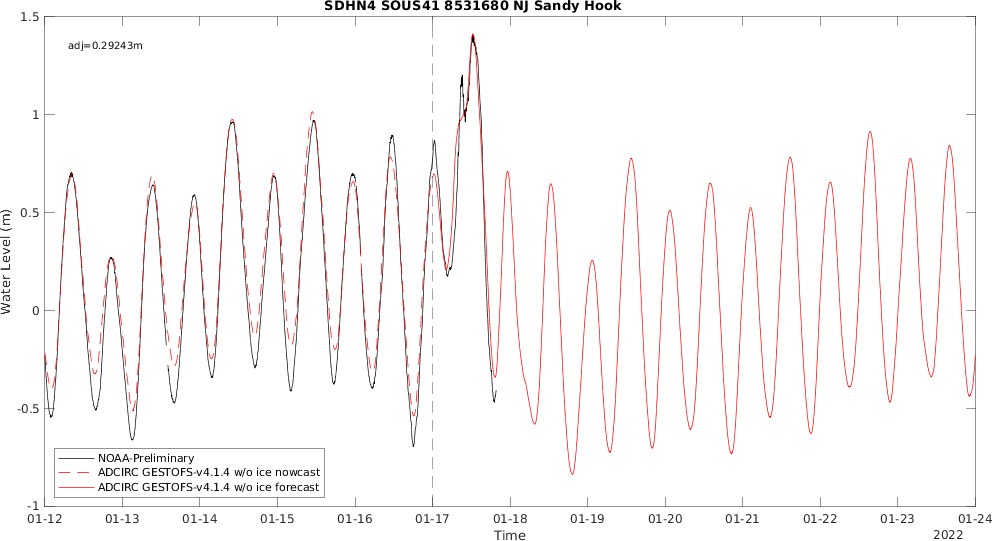 SDHN4 SOUS41 8531680 NJ Sandy Hook
adj=0.29243m
1.5
1
0.5
0
-0.5
-1
Water Level (m)
NOAA-Preliminary
ADCIRC GESTOFS-v4.1.4 w/o ice nowcast
ADCIRC GESTOFS-v4.1.4 w/o ice forecast
01-12 01-13 01-14 01-15 01-16 01-17 01-18 01-19 01-20 01-21 01-22 01-23 01-24
Time
2022